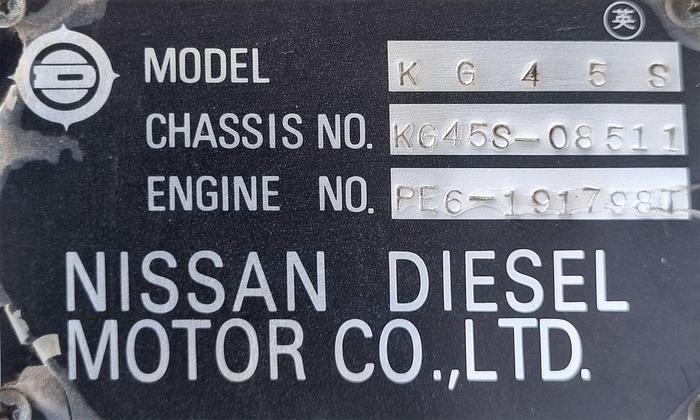 英
MODEL K G 4 5 S
CHASSIS NO. KG45S-08511
ENGINE NO. PE6-191798T
NISSAN DIESEL
MOTOR CO.,LTD.